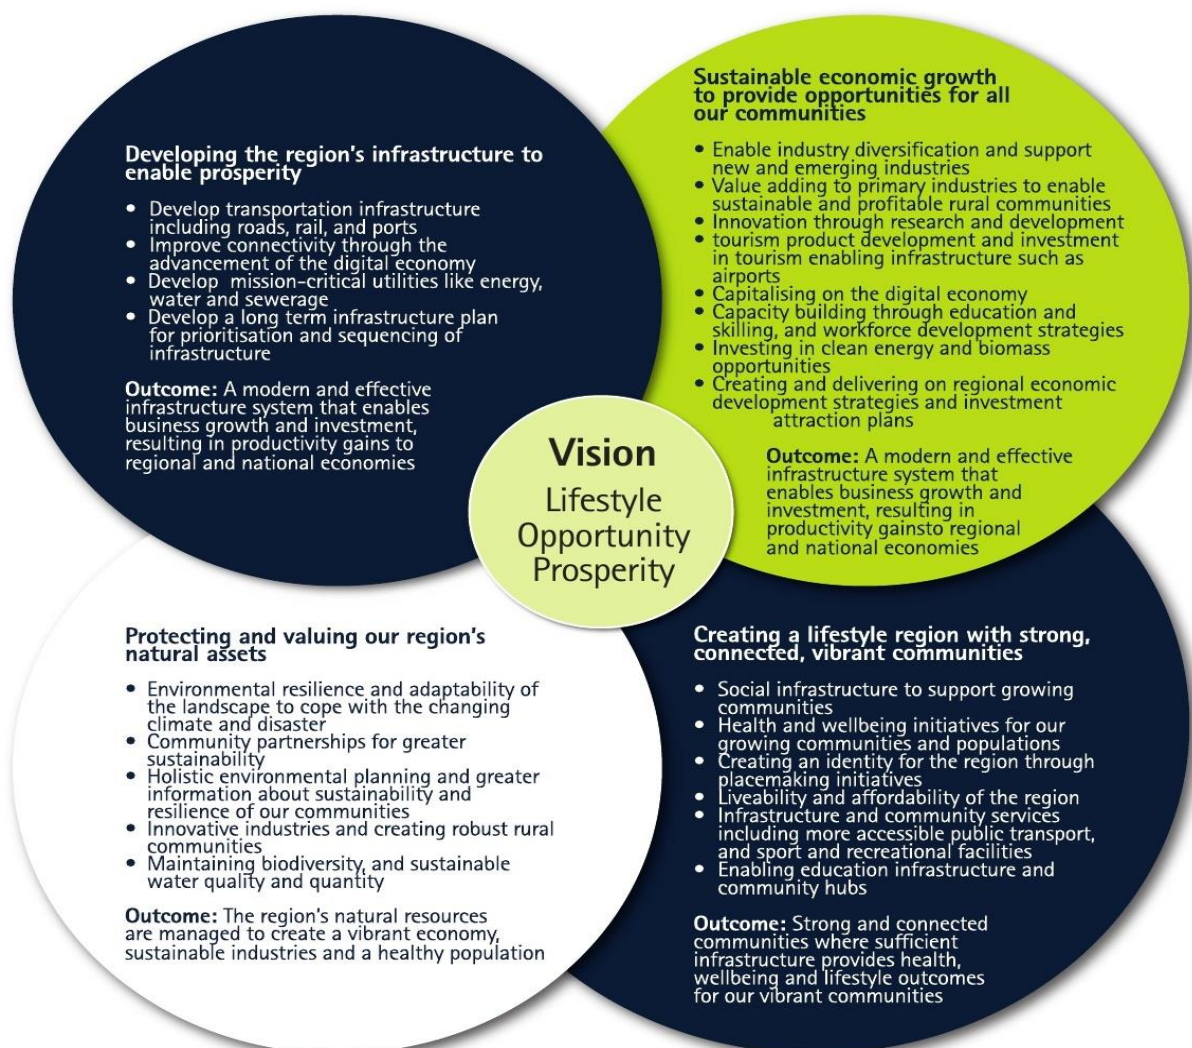 Developing the region's infrastructure to
enable prosperity
• Develop transportation infrastructure
including roads, rail, and ports
• Improve connectivity through the
advancement of the digital economy
• Develop mission-critical utilities like energy,
water and sewerage
• Develop a long term infrastructure plan
for prioritisation and sequencing of
infrastructure
Outcome: A modern and effective
infrastructure system that enables
business growth and investment,
resulting in productivity gains to
regional and national economies
Sustainable economic growth
to provide opportunities for all
our communities
• Enable industry diversification and support
new and emerging industries
• Value adding to primary industries to enable
sustainable and profitable rural communities
• Innovation through research and development
• tourism product development and investment
in tourism enabling infrastructure such as
airports
• Capitalising on the digital economy
• Capacity building through education and
skilling, and workforce development strategies
• Investing in clean energy and biomass
opportunities
• Creating and delivering on regional economic
development strategies and investment
attraction plans
Outcome: A modern and effective
infrastructure system that
enables business growth and
investment, resulting in
productivity gainsto regional
and national economies
Vision
Lifestyle
Opportunity
Prosperity
Protecting and valuing our region's
natural assets
• Environmental resilience and adaptability of
the landscape to cope with the changing
climate and disaster
• Community partnerships for greater
sustainability
• Holistic environmental planning and greater
information about sustainability and
resilience of our communities
• Innovative industries and creating robust rural
communities
• Maintaining biodiversity, and sustainable
water quality and quantity
Outcome: The region's natural resources
are managed to create a vibrant economy,
sustainable industries and a healthy population
Creating a lifestyle region with strong,
connected, vibrant communities
• Social infrastructure to support growing
communities
• Health and wellbeing initiatives for our
growing communities and populations
• Creating an identity for the region through
placemaking initiatives
• Liveability and affordability of the region
• Infrastructure and community services
including more accessible public transport,
and sport and recreational facilities
• Enabling education infrastructure and
community hubs
Outcome: Strong and connected
communities where sufficient
infrastructure provides health,
wellbeing and lifestyle outcomes
for our vibrant communities